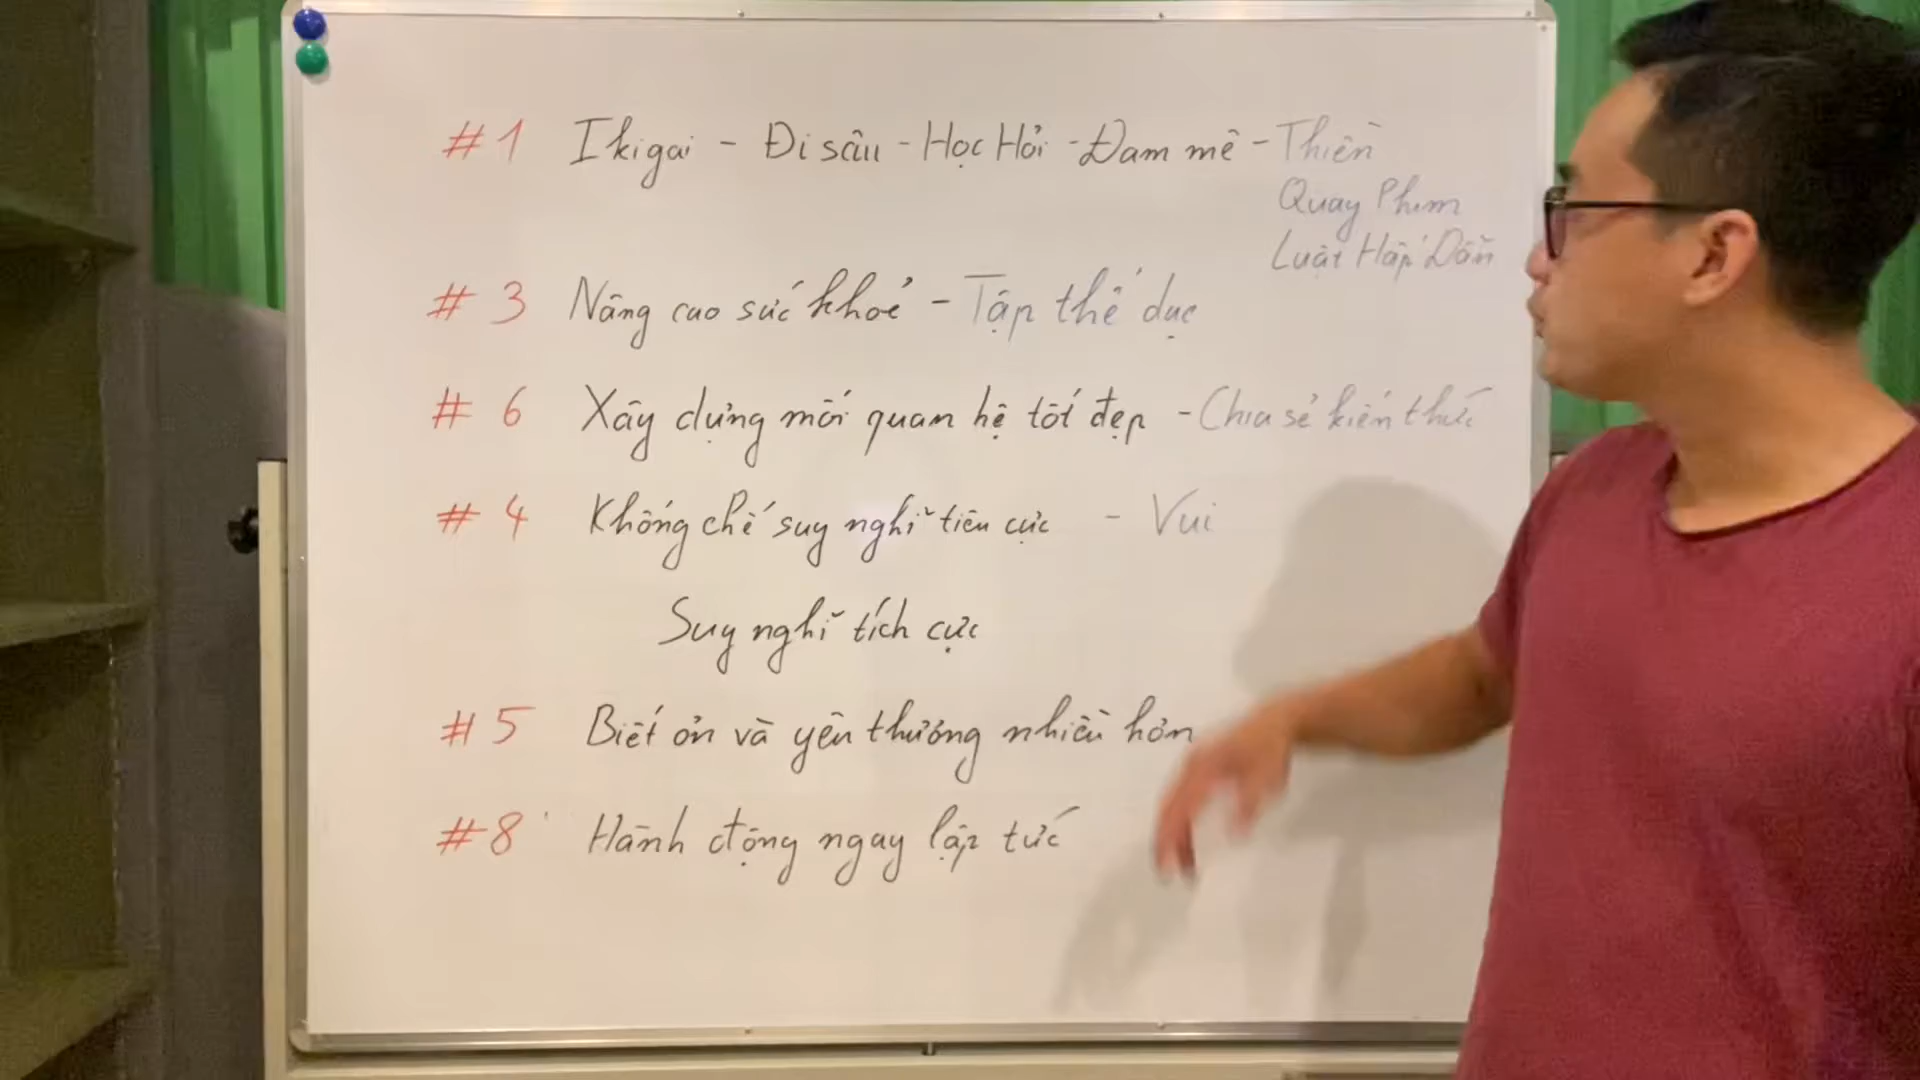 #1 Ikigai - Đi sâu - Học Hỏi - Đam mê - Thiền
Quay Phim
Luật Hấp Dẫn
#3 Nâng cao sức khoẻ - Tập thể dục
#6 Xây dựng mối quan hệ tốt đẹp - Chia sẻ kiến thức
#4 Khống chế suy nghĩ tiêu cực - Vui
Suy nghĩ tích cực
#5 Biết ơn và yêu thương nhiều hơn
#8 Hành động ngay lập tức